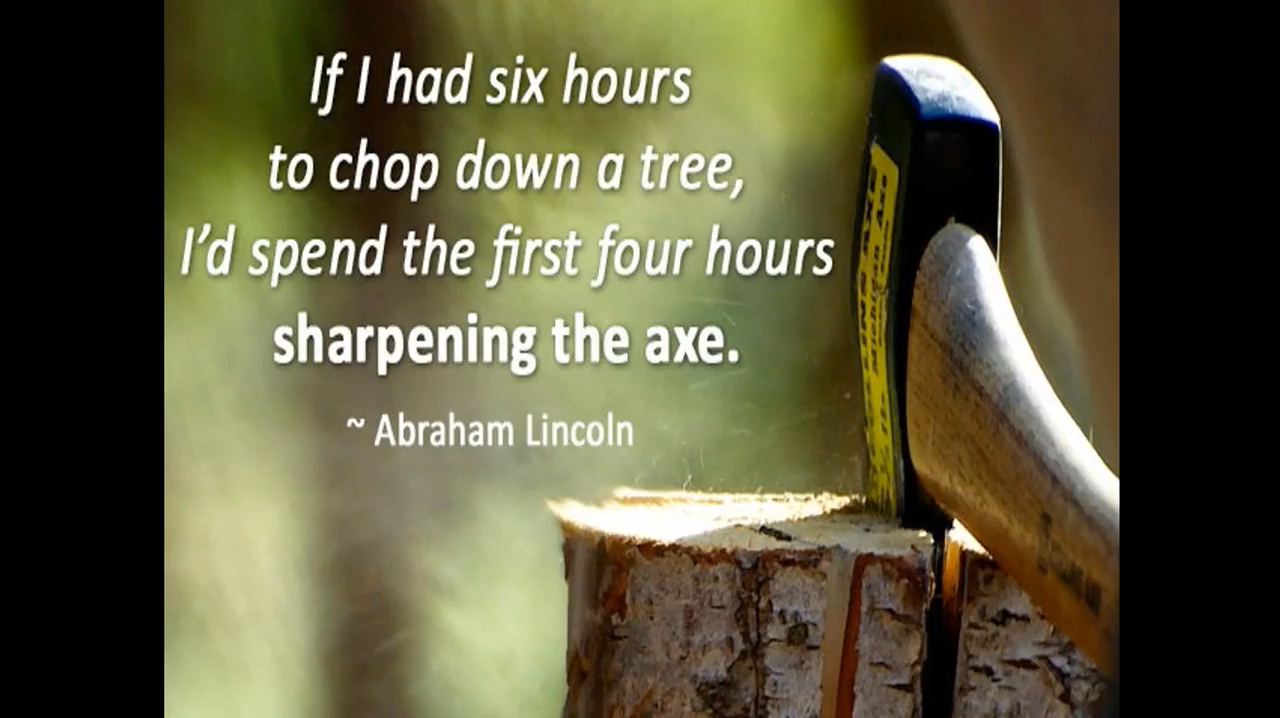 If I had six hours
to chop down a tree,
I’d spend the first four hours
sharpening the axe.
~ Abraham Lincoln